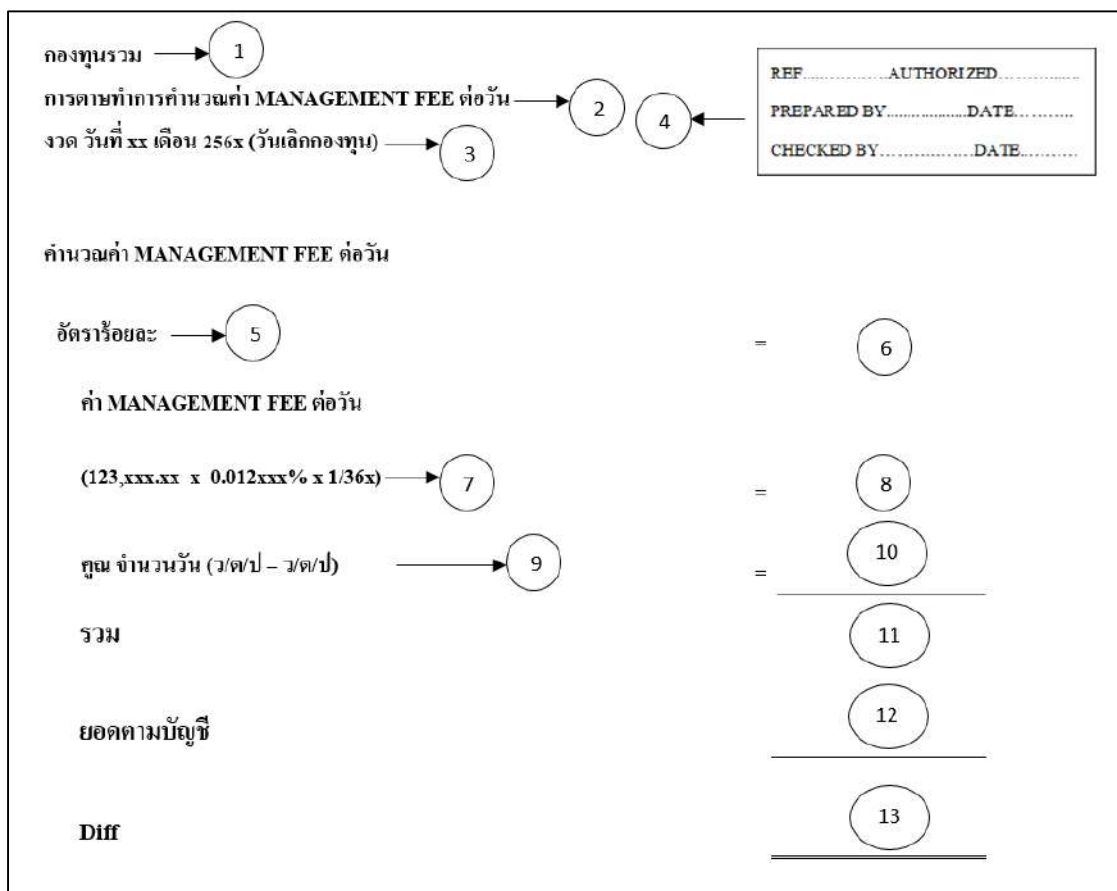 กองทุนรวม 1
การดาษทำการคำนวณค่า MANAGEMENT FEE ต่อวัน 2
งวด วันที่ xx เดือน 256x (วันเลิกกองทุน) 3
4
REF..............AUTHORIZED................
PREPARED BY...................DATE...........
CHECKED BY......................DATE...........
คำนวณค่า MANAGEMENT FEE ต่อวัน
อัตราร้อยละ 5 = 6
ค่า MANAGEMENT FEE ต่อวัน
(123,xxx.xx x 0.012xxx% x 1/36x) 7 = 8
คูณ จำนวนวัน (ว/ด/ป – ว/ด/ป) 9 = 10
รวม 11
ยอดตามบัญชี 12
Diff 13